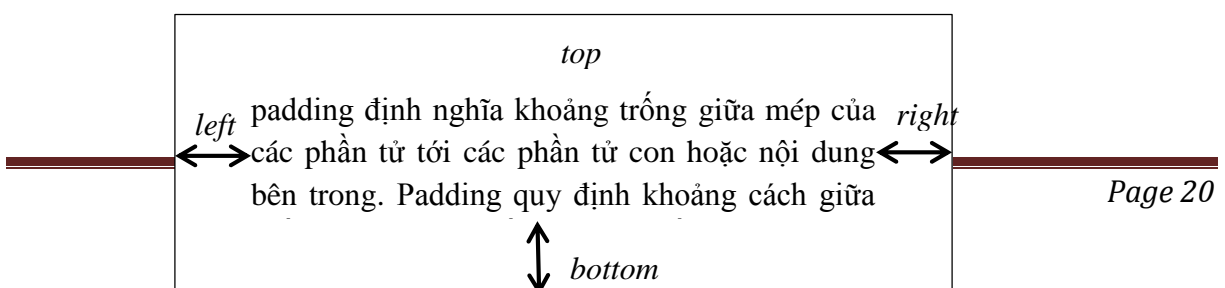 top
left
padding định nghĩa khoảng trống giữa mép của
right
các phần tử tới các phần tử con hoặc nội dung
bên trong. Padding quy định khoảng cách giữa
Page 20
bottom